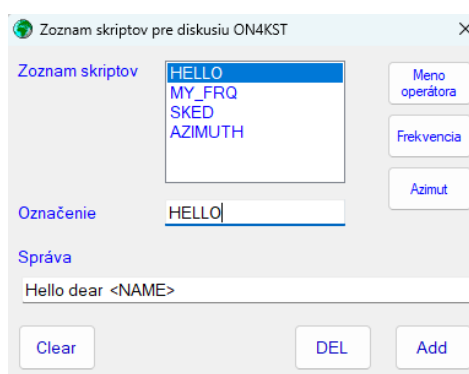 Zoznam skriptov pre diskusiu ON4KST
Zoznam skriptov
HELLO
MY_FRQ
SKED
AZIMUTH
Meno
operátora
Frekvencia
Azimut
Označenie
HELLO
Správa
Hello dear <NAME>
Clear
DEL
Add